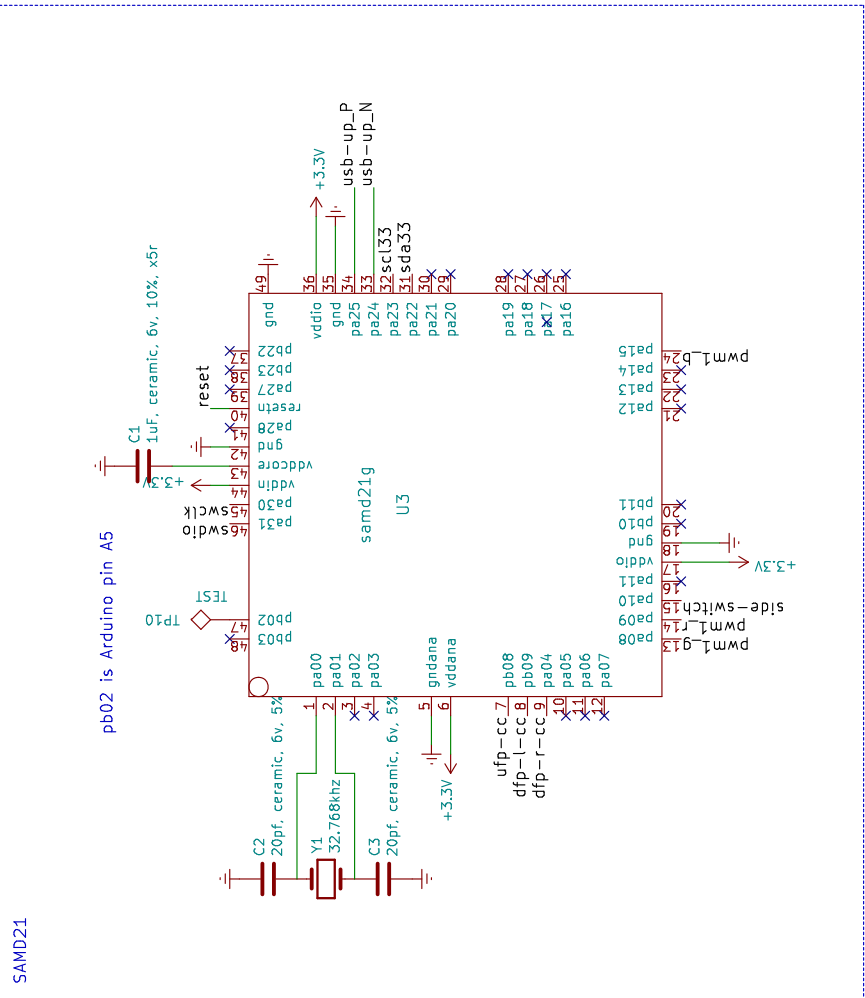 usb-up_P
usb-up_N
+3.3V
scl33
sda33
49
36
35
34
33
32
31
30
29
28
27
26
25
gnd
vddio
gnd
pa25
pa24
pa23
pa22
pa21
pa20
pa19
pa18
pa17
pa16
C1
1uF, ceramic, 6v, 10%, x5r
reset
+3.3V
swclk
swdio
37
38
39
40
41
42
43
44
45
46
47
48
pb22
pb23
pa27
resetn
pa28
gnd
vddcore
vddin
pa30
pa31
pb02
pb03
TEST
TP10
samd21g
U3
pa15
pa14
pa13
pa12
pb11
pb10
gnd
vddio
pa11
pa10
pa09
pa08
24
23
22
21
20
19
18
17
16
15
14
13
pwm1_b
+3.3V
side-switch
pwm1_r
pwm1_g
pa00
pa01
pa02
pa03
gndana
vddana
pb08
pb09
pa04
pa05
pa06
pa07
1
2
3
4
5
6
7
8
9
10
11
12
ufp-cc
dfp-l-cc
dfp-r-cc
+3.3V
C2
20pf, ceramic, 6v, 5%
Y1
32.768khz
C3
20pf, ceramic, 6v, 5%
pb02 is Arduino pin A5
SAMD21